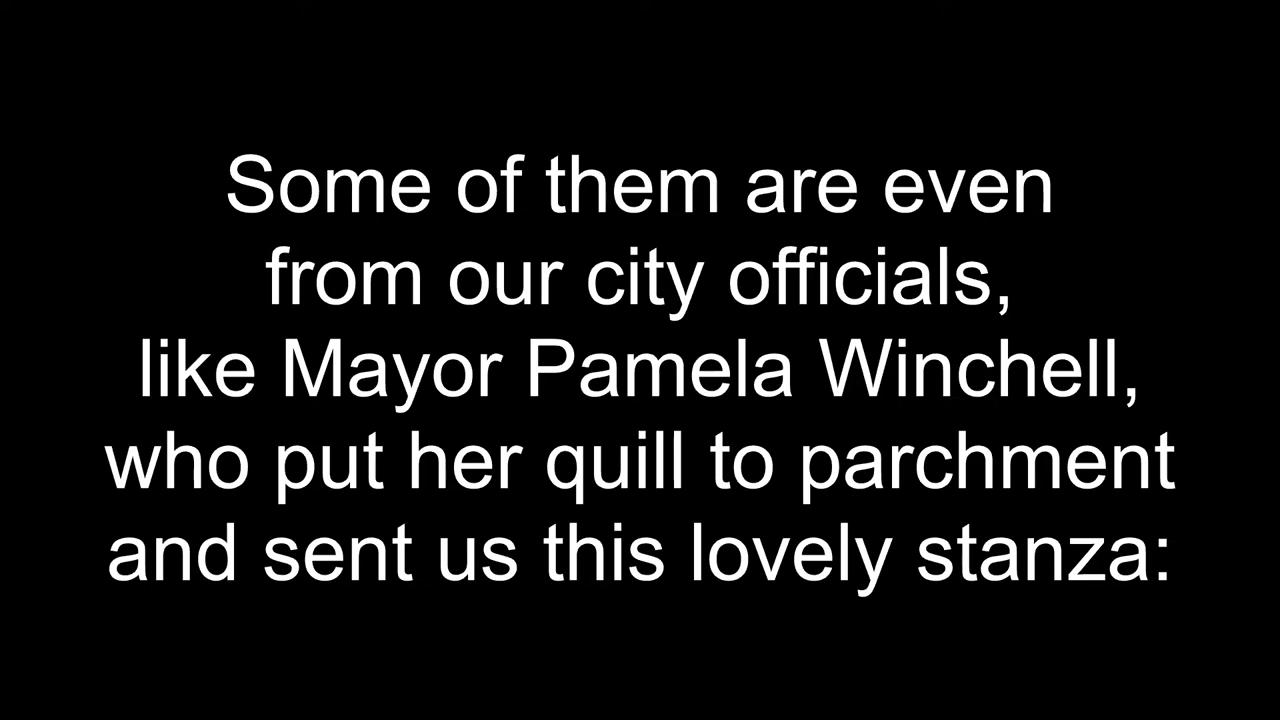 Some of them are even
from our city officials,
like Mayor Pamela Winchell,
who put her quill to parchment
and sent us this lovely stanza: